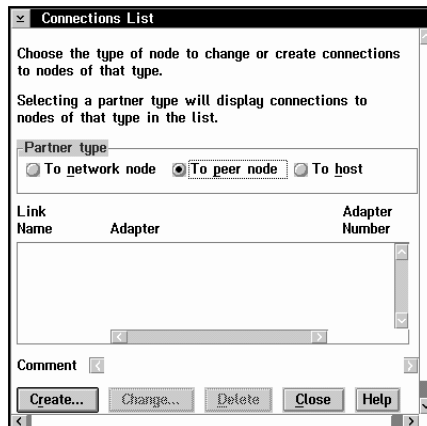 Connections List
Choose the type of node to change or create connections
to nodes of that type.
Selecting a partner type will display connections to
nodes of that type in the list.
Partner type
To network node To peer node To host
Link Name Adapter Adapter Number
Comment
Create... Change... Delete Close Help